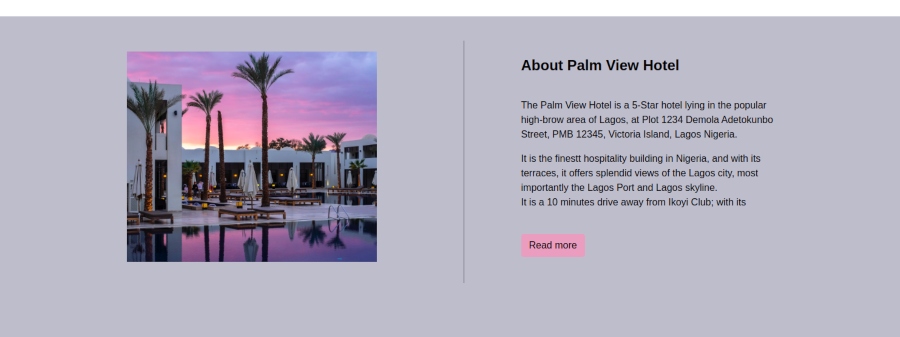 About Palm View Hotel
The Palm View Hotel is a 5-Star hotel lying in the popular
high-brow area of Lagos, at Plot 1234 Demola Adetokunbo
Street, PMB 12345, Victoria Island, Lagos Nigeria.
It is the finestt hospitality building in Nigeria, and with its
terraces, it offers splendid views of the Lagos city, most
importantly the Lagos Port and Lagos skyline.
It is a 10 minutes drive away from Ikoyi Club; with its
Read more